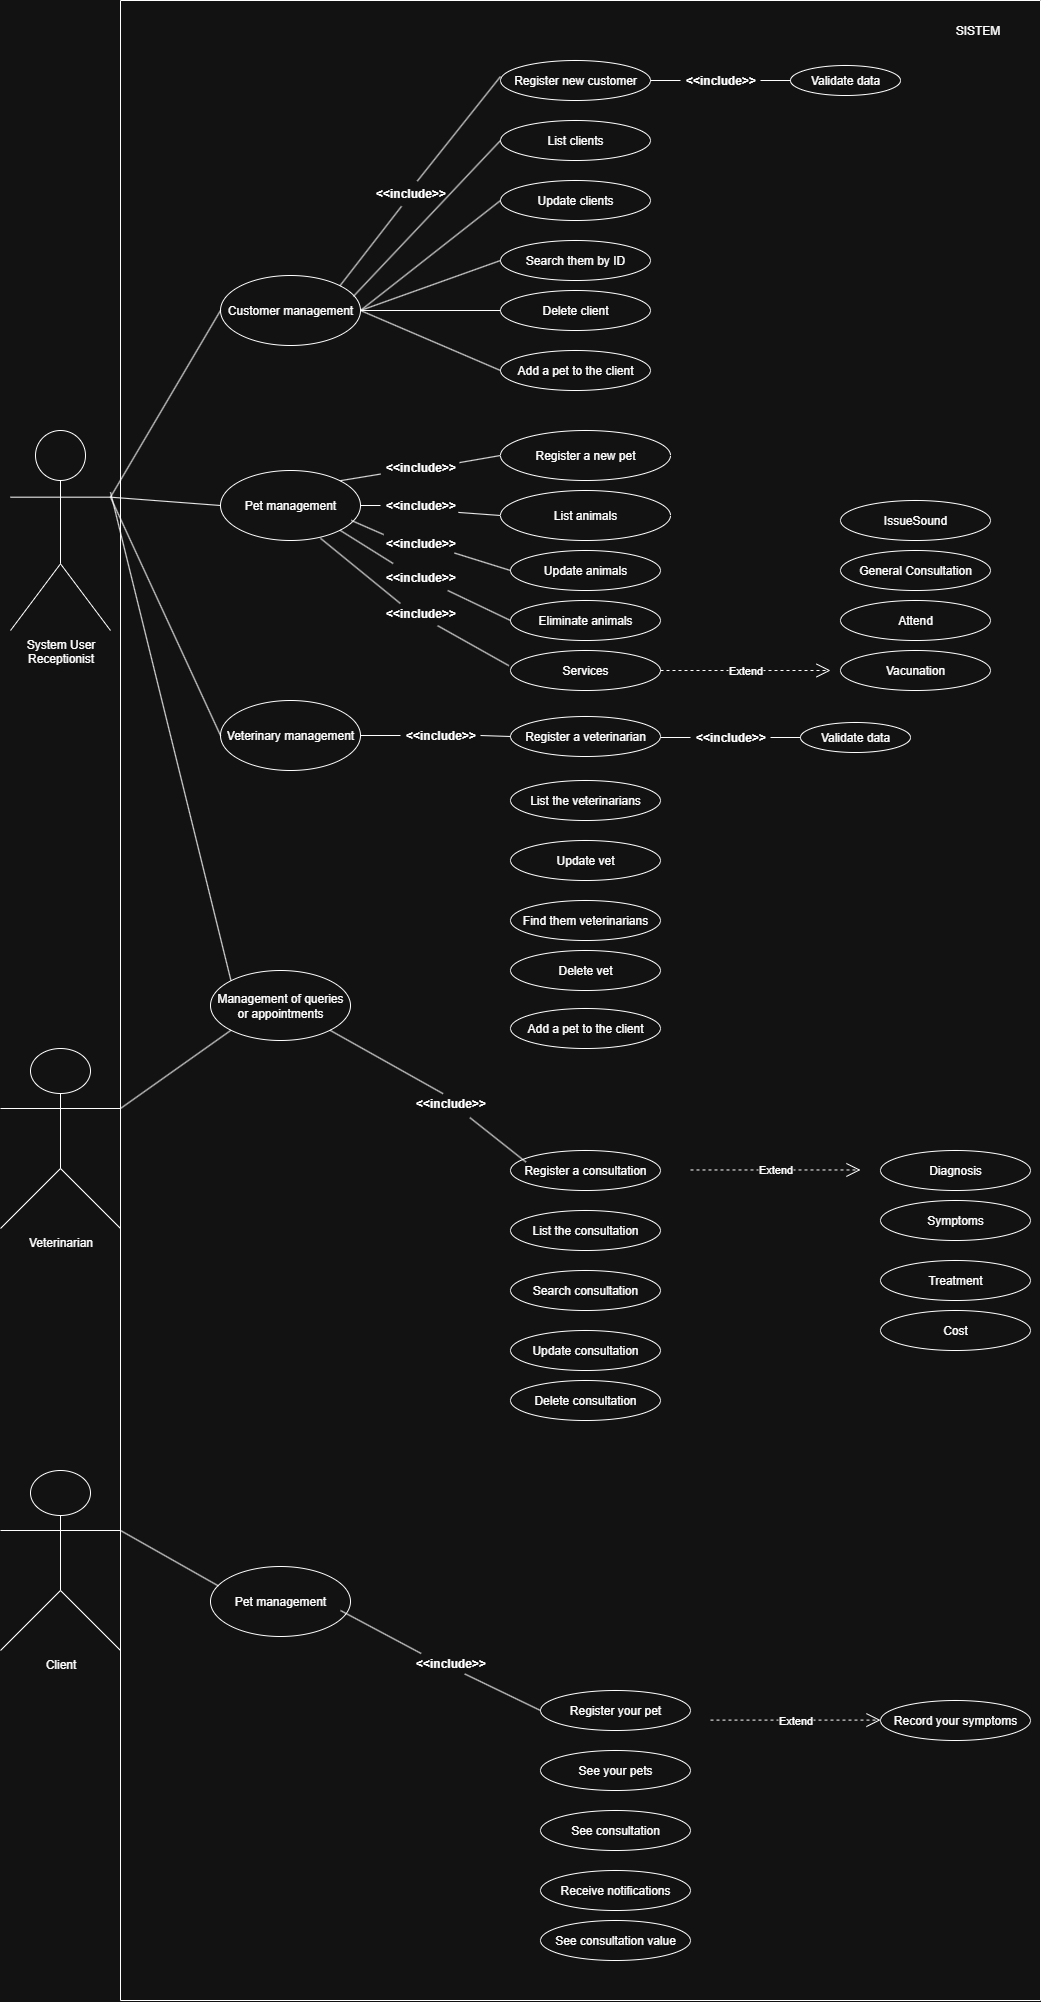 SISTEM
Register new customer
<<include>>
Validate data
List clients
<<include>>
Update clients
Search them by ID
Customer management
Delete client
Add a pet to the client
Register a new pet
<<include>>
Pet management
<<include>>
List animals
IssueSound
<<include>>
Update animals
General Consultation
<<include>>
Eliminate animals
Attend
<<include>>
System User
Receptionist
Services
Extend
Vacunation
Veterinary management
<<include>>
Register a veterinarian
<<include>>
Validate data
List the veterinarians
Update vet
Find them veterinarians
Delete vet
Management of queries
or appointments
Add a pet to the client
<<include>>
Register a consultation
Extend
Diagnosis
Symptoms
List the consultation
Veterinarian
Search consultation
Treatment
Cost
Update consultation
Delete consultation
Pet management
Client
<<include>>
Register your pet
Extend
Record your symptoms
See your pets
See consultation
Receive notifications
See consultation value